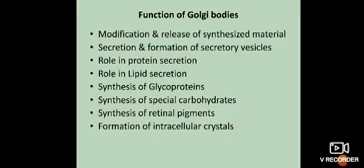 Function of Golgi bodies
• Modification & release of synthesized material
• Secretion & formation of secretory vesicles
• Role in protein secretion
• Role in Lipid secretion
• Synthesis of Glycoproteins
• Synthesis of special carbohydrates
• Synthesis of retinal pigments
• Formation of intracellular crystals
V RECORDER